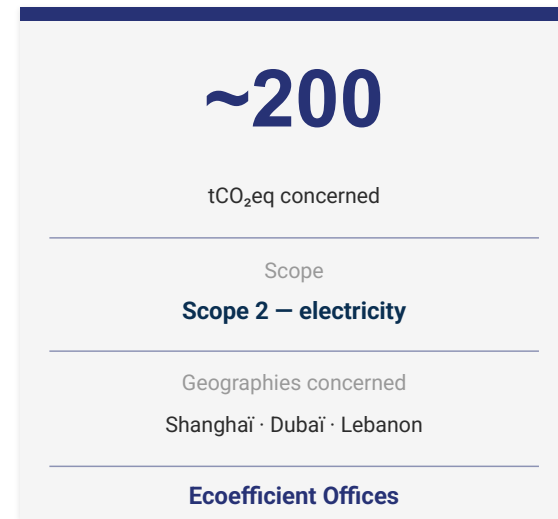 ~200
tCO₂eq concerned
Scope
Scope 2 — electricity
Geographies concerned
Shanghaï · Dubaï · Lebanon
Ecoefficient Offices